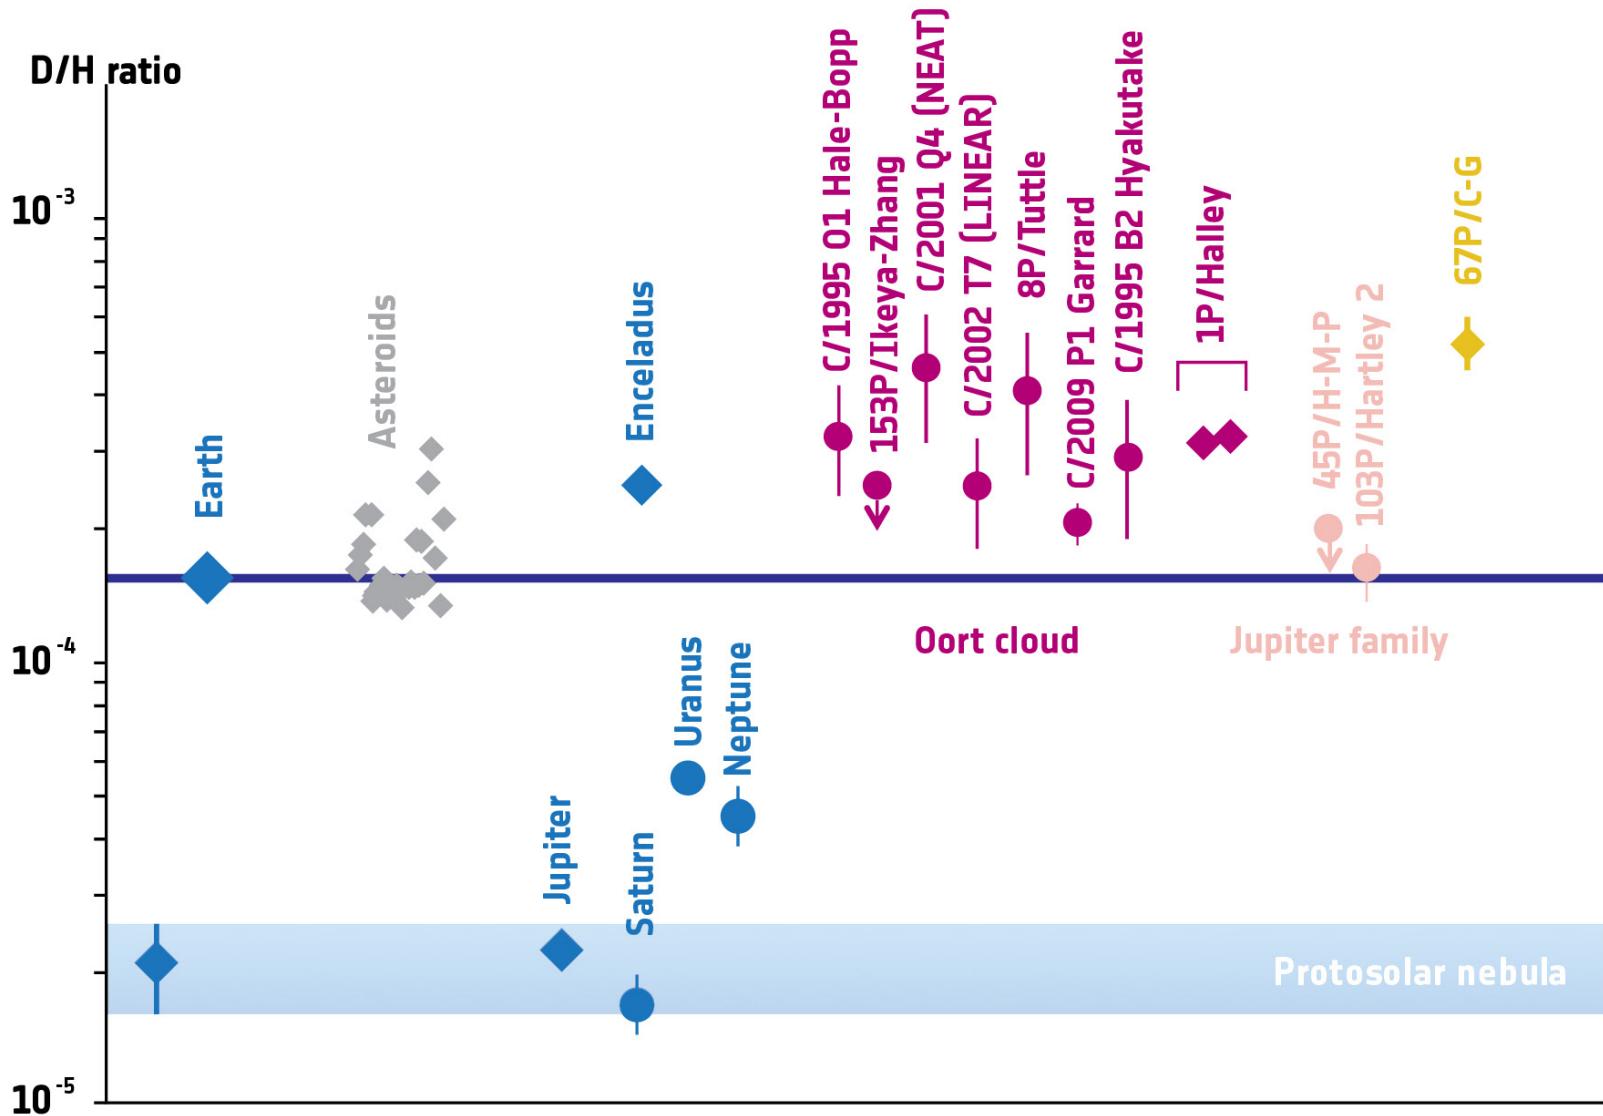 D/H ratio
10-3
10-4
10-5
Earth
Asteroids
Jupiter
Enceladus
Saturn
Uranus
Neptune
C/1995 O1 Hale-Bopp
153P/Ikeya-Zhang
C/2001 Q4 (NEAT)
C/2002 T7 (LINEAR)
8P/Tuttle
C/2009 P1 Garrard
C/1995 B2 Hyakutake
1P/Halley
45P/H-M-P
103P/Hartley 2
67P/C-G
Oort cloud
Jupiter family
Protosolar nebula